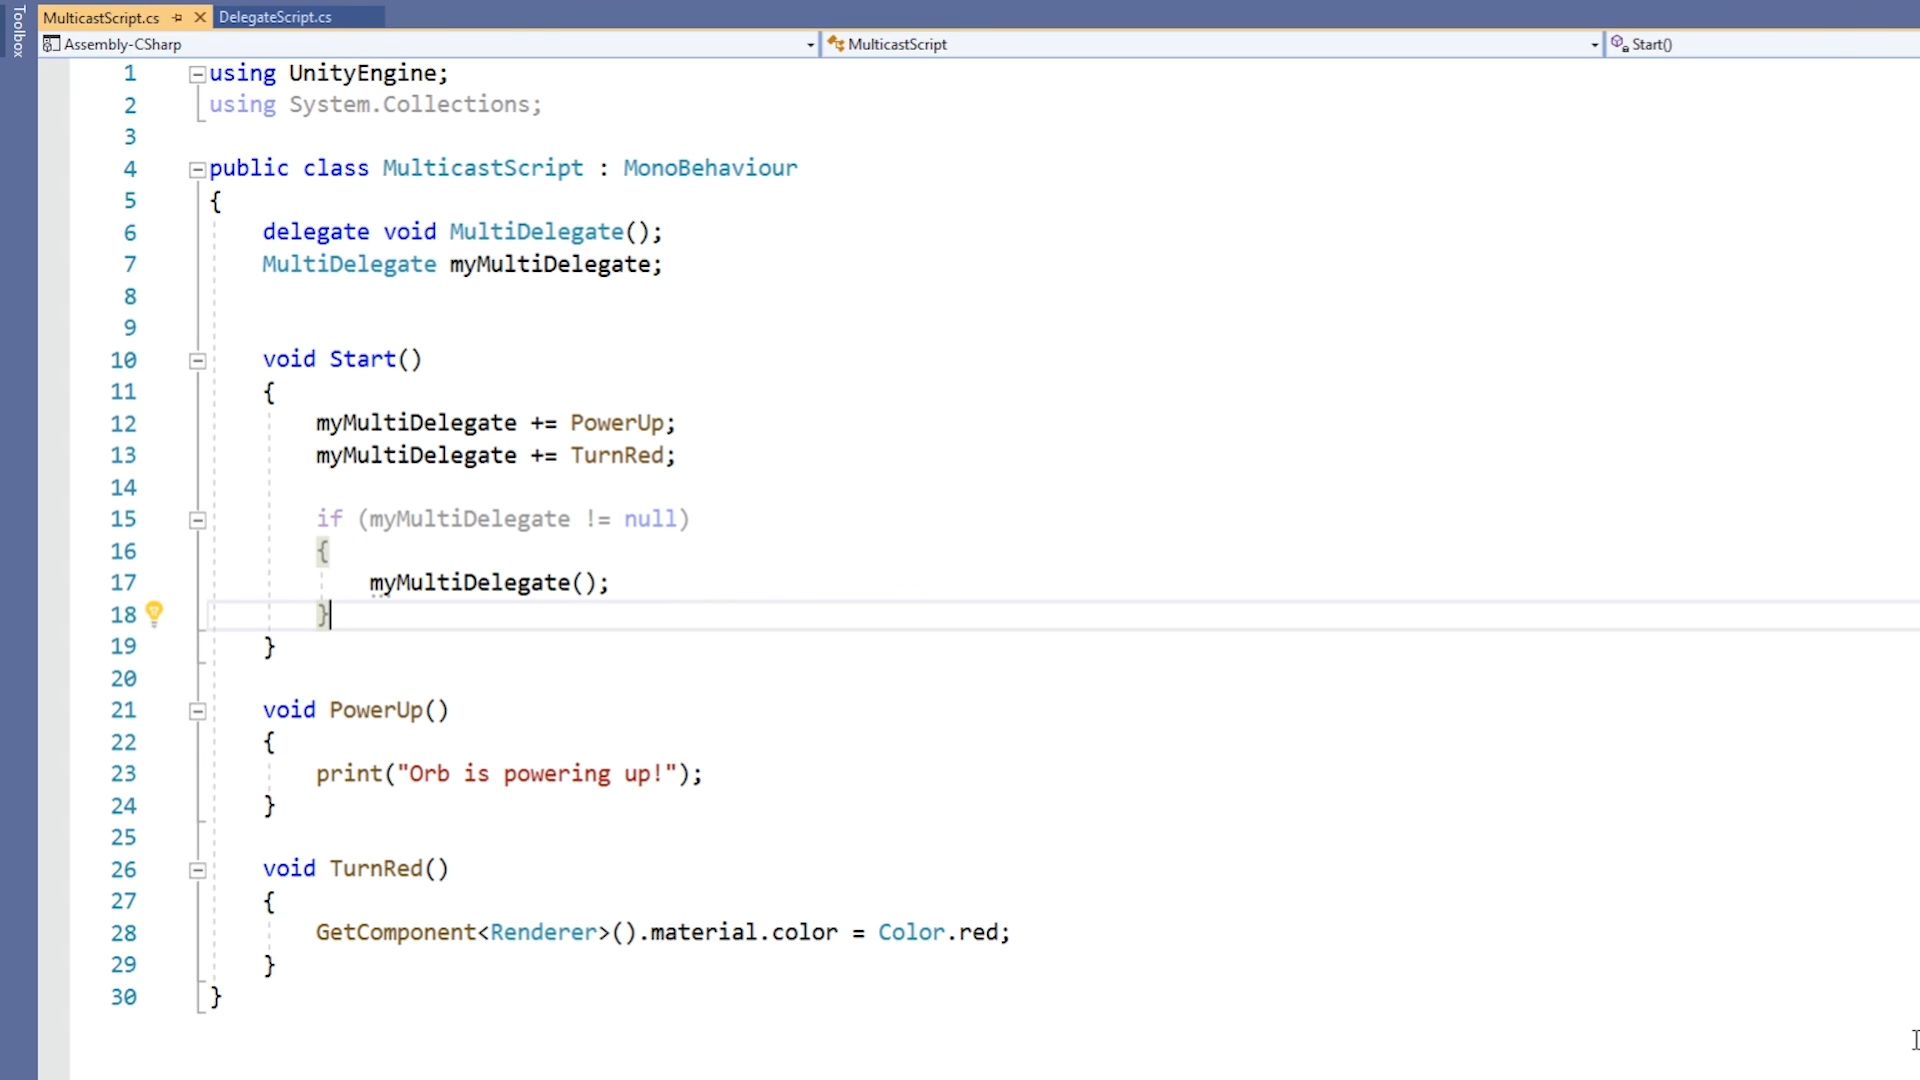 Toolbox
MulticastScript.cs DelegateScript.cs
Assembly-CSharp MulticastScript Start()
1 using UnityEngine;
2 using System.Collections;
3
4 public class MulticastScript : MonoBehaviour
5 {
6 delegate void MultiDelegate();
7 MultiDelegate myMultiDelegate;
8
9
10 void Start()
11 {
12 myMultiDelegate += PowerUp;
13 myMultiDelegate += TurnRed;
14
15 if (myMultiDelegate != null)
16 {
17 myMultiDelegate();
18 }
19 }
20
21 void PowerUp()
22 {
23 print("Orb is powering up!");
24 }
25
26 void TurnRed()
27 {
28 GetComponent<Renderer>().material.color = Color.red;
29 }
30 }